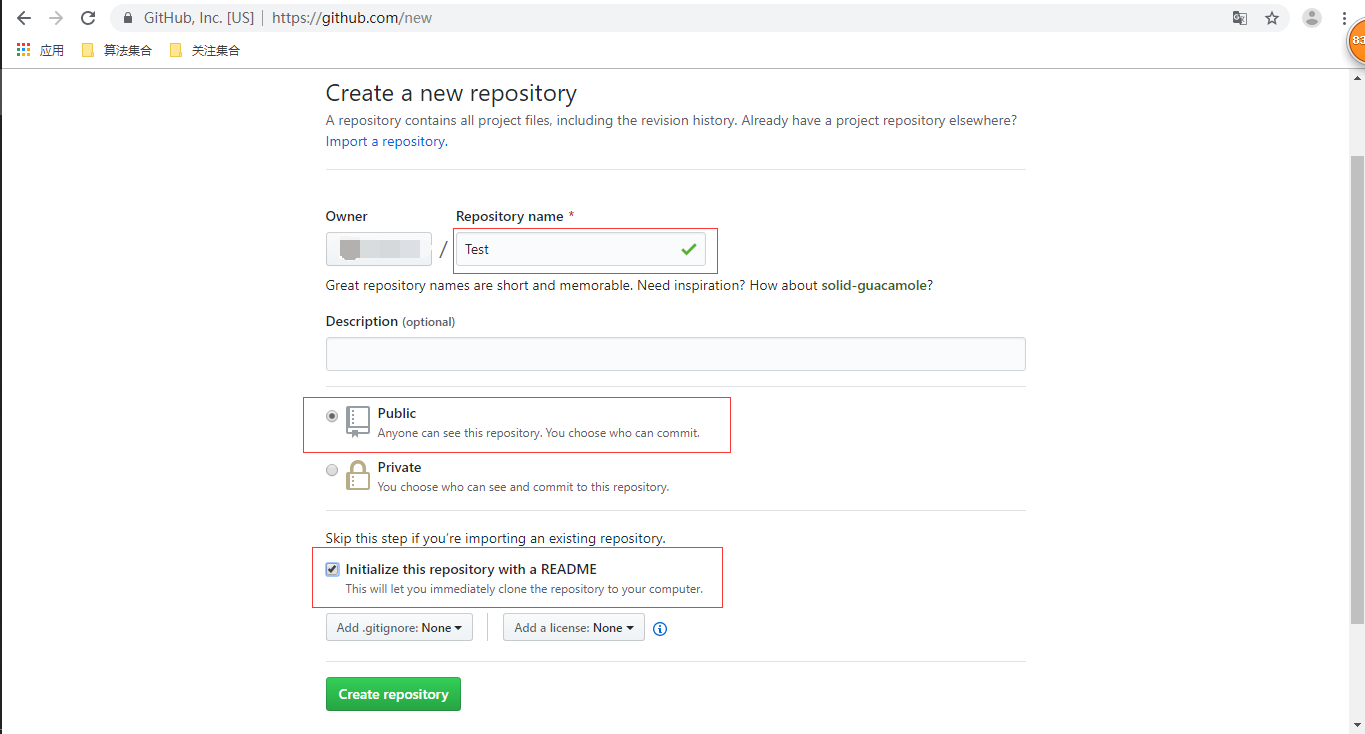 GitHub, Inc. [US] | https://github.com/new
应用 算法集合 关注集合
83
Create a new repository
A repository contains all project files, including the revision history. Already have a project repository elsewhere?
Import a repository.
Owner Repository name *
/ Test
Great repository names are short and memorable. Need inspiration? How about solid-guacamole?
Description (optional)
Public
Anyone can see this repository. You choose who can commit.
Private
You choose who can see and commit to this repository.
Skip this step if you're importing an existing repository.
Initialize this repository with a README
This will let you immediately clone the repository to your computer.
Add .gitignore: None Add a license: None
Create repository